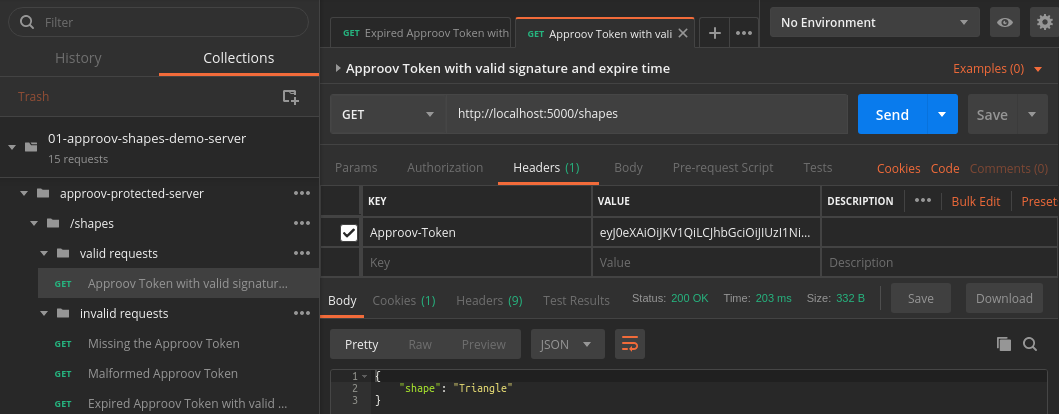 Filter
History Collections
Trash
01-approov-shapes-demo-server
15 requests
approov-protected-server
/shapes
valid requests
GET Approov Token with valid signatur...
invalid requests
GET Missing the Approov Token
GET Malformed Approov Token
GET Expired Approov Token with valid ...
GET Expired Approov Token with
GET Approov Token with vali
No Environment
Approov Token with valid signature and expire time
Examples (0)
GET http://localhost:5000/shapes Send Save
Params Authorization Headers (1) Body Pre-request Script Tests Cookies Code Comments (0)
KEY VALUE DESCRIPTION ••• Bulk Edit Preset
Approov-Token eyJ0eXAiOiJKV1QiLCJhbGciOiJIUzI1Ni...
Key Value Description
Body Cookies (1) Headers (9) Test Results Status: 200 OK Time: 203 ms Size: 332 B Save Download
Pretty Raw Preview JSON
1 {
2 "shape": "Triangle"
3 }